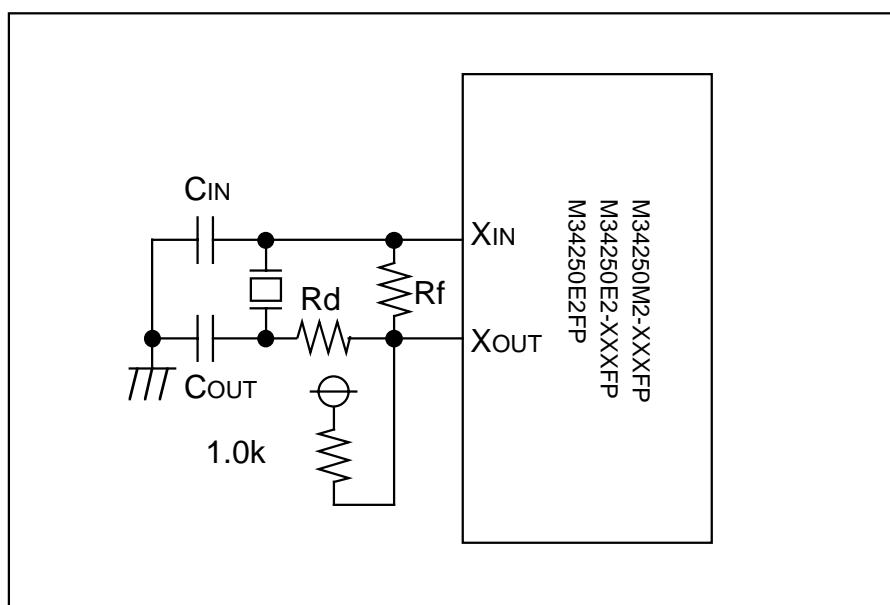 CIN
XIN
Rd
Rf
XOUT
COUT
1.0k
M34250M2-XXXFP
M34250E2-XXXFP
M34250E2FP